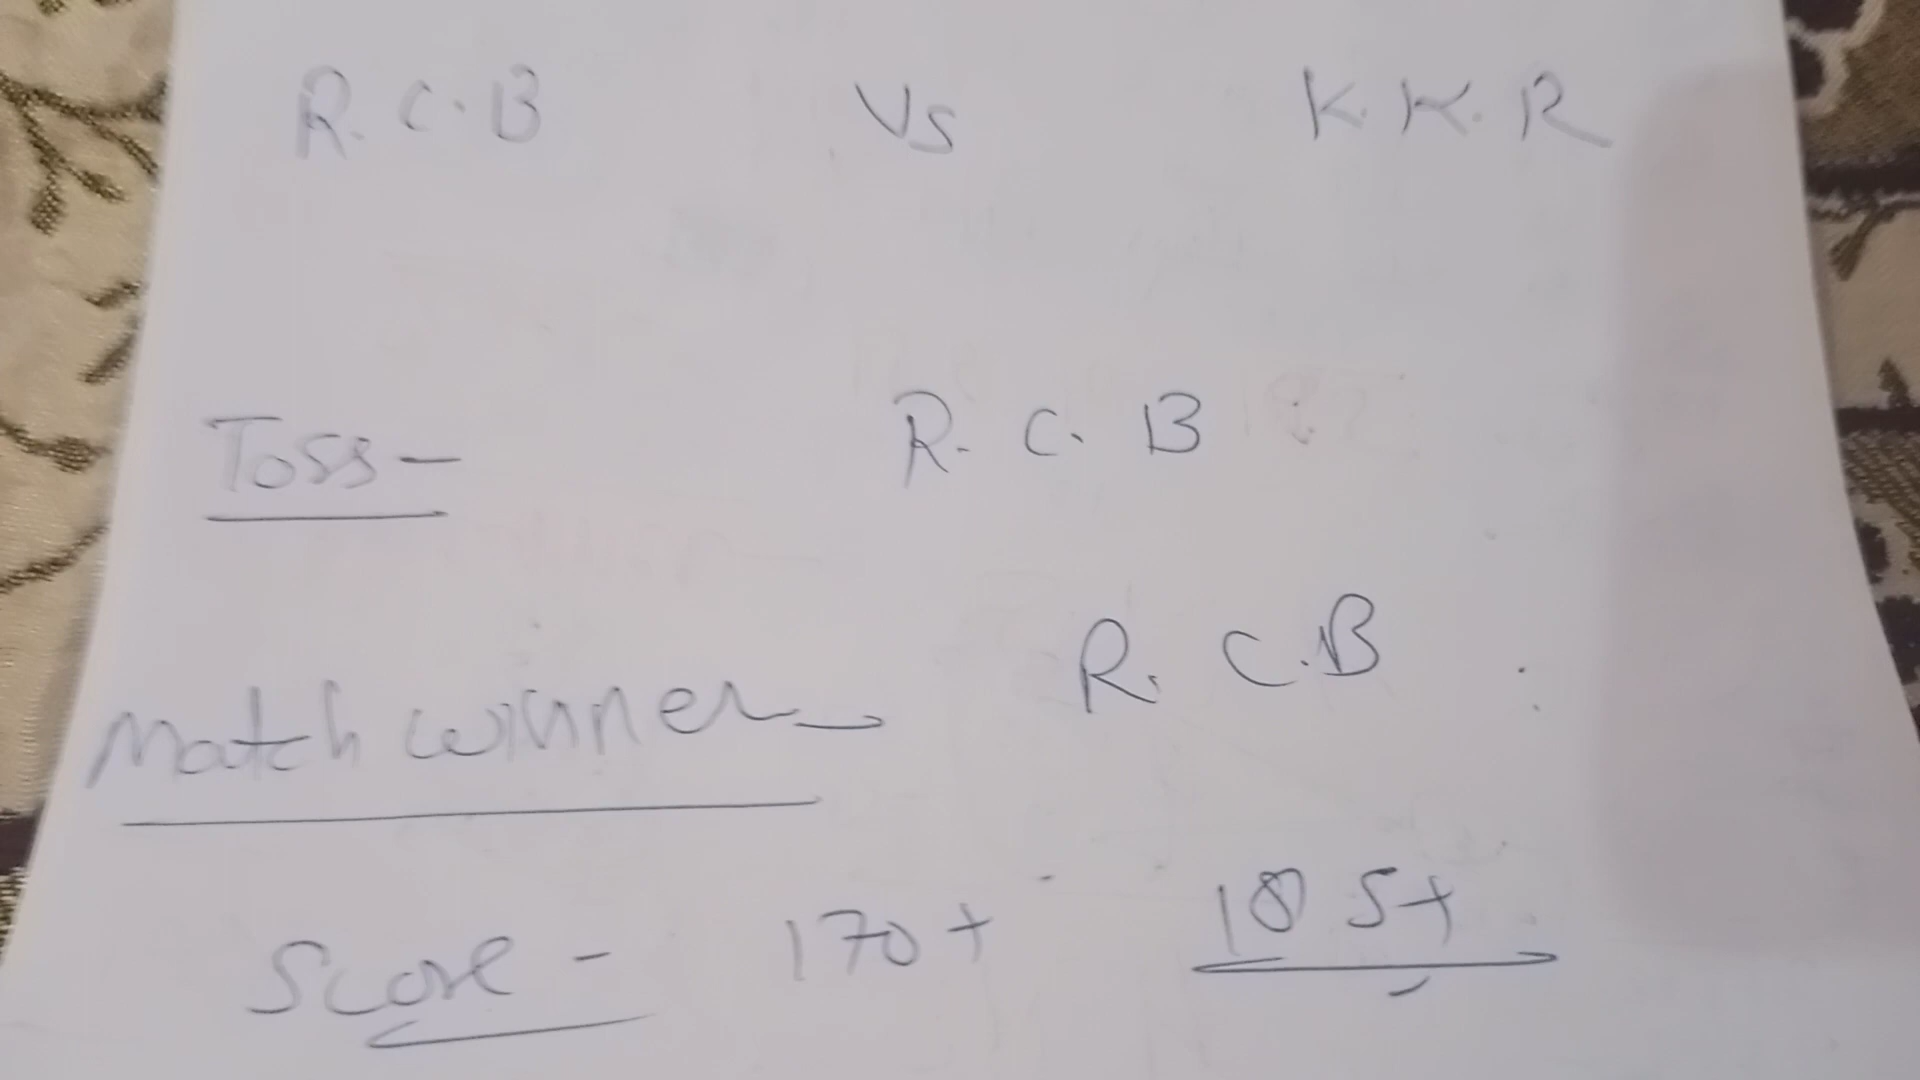 R. C. B Vs K. K. R
Toss - R. C. B
Match winner - R. C. B
Score - 170+ 185+